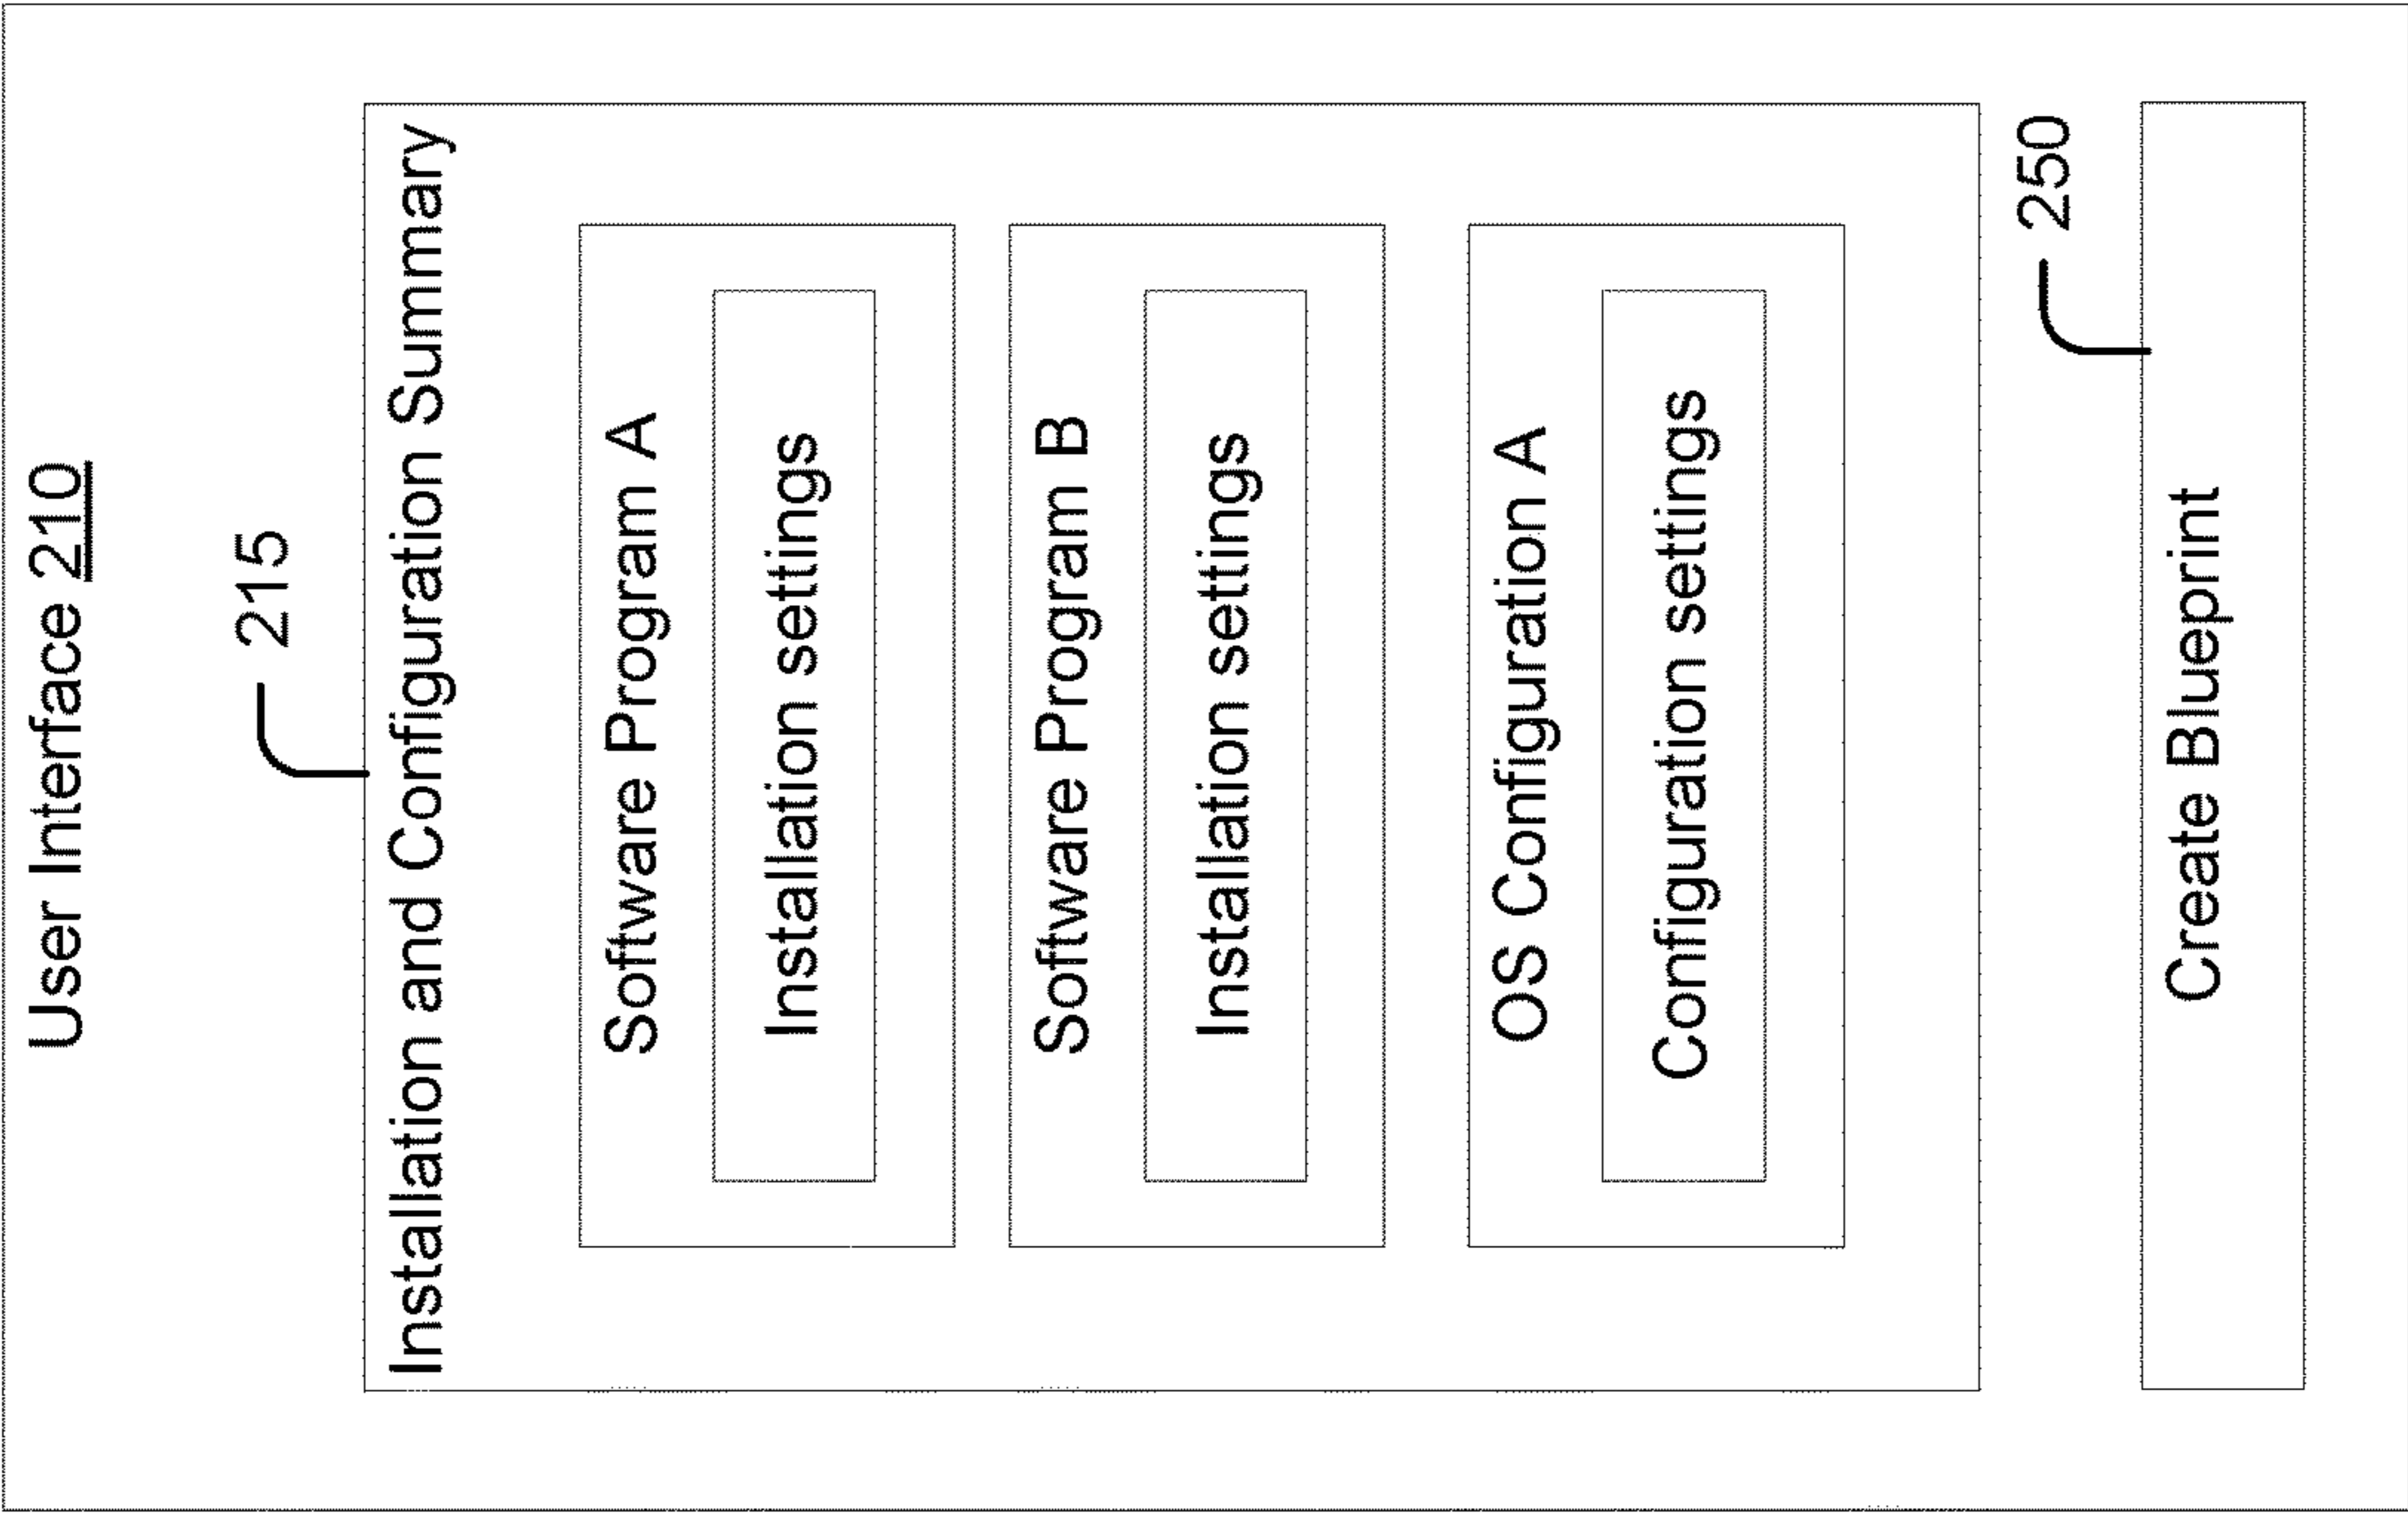 User Interface 210
215
Installation and Configuration Summary
Software Program A
Installation settings
Software Program B
Installation settings
OS Configuration A
Configuration settings
250
Create Blueprint